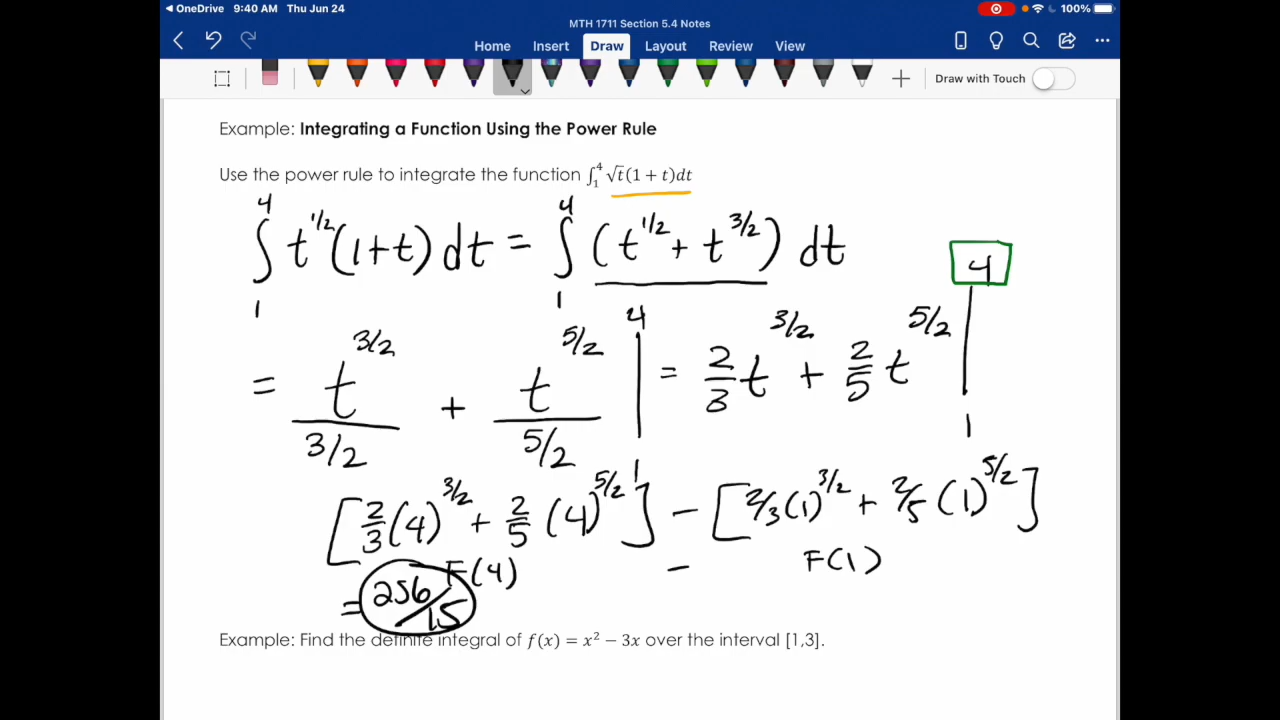 OneDrive 9:40 AM Thu Jun 24 100%
MTH 1711 Section 5.4 Notes
Home Insert Draw Layout Review View
Draw with Touch
Example: Integrating a Function Using the Power Rule
Use the power rule to integrate the function ∫₁⁴ √t(1 + t)dt
∫₁⁴ t^(1/2) (1+t) dt = ∫₁⁴ (t^(1/2) + t^(3/2)) dt
= t^(3/2) / (3/2) + t^(5/2) / (5/2) |₁⁴ = 2/3 t^(3/2) + 2/5 t^(5/2) |₁⁴
[2/3 (4)^(3/2) + 2/5 (4)^(5/2)] − [2/3 (1)^(3/2) + 2/5 (1)^(5/2)]
F(4) − F(1)
= 256/15
Example: Find the definite integral of f(x) = x² − 3x over the interval [1,3].